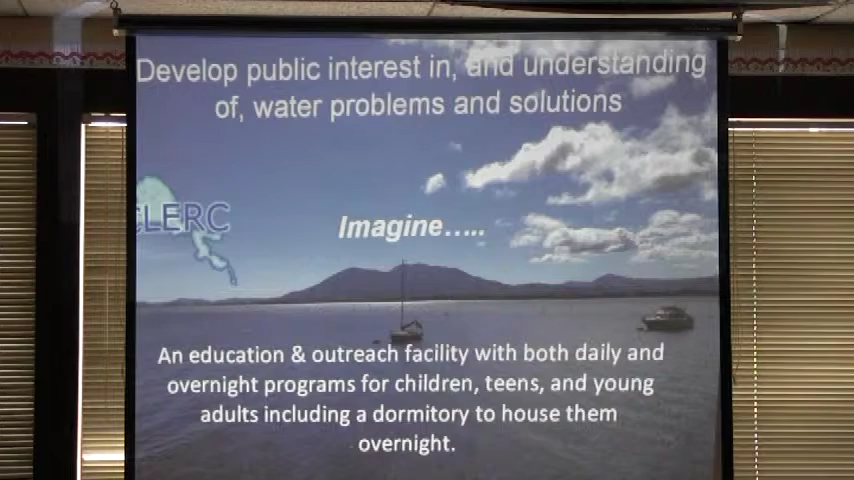 Develop public interest in, and understanding
of, water problems and solutions
CLERC
Imagine…..
An education & outreach facility with both daily and
overnight programs for children, teens, and young
adults including a dormitory to house them
overnight.